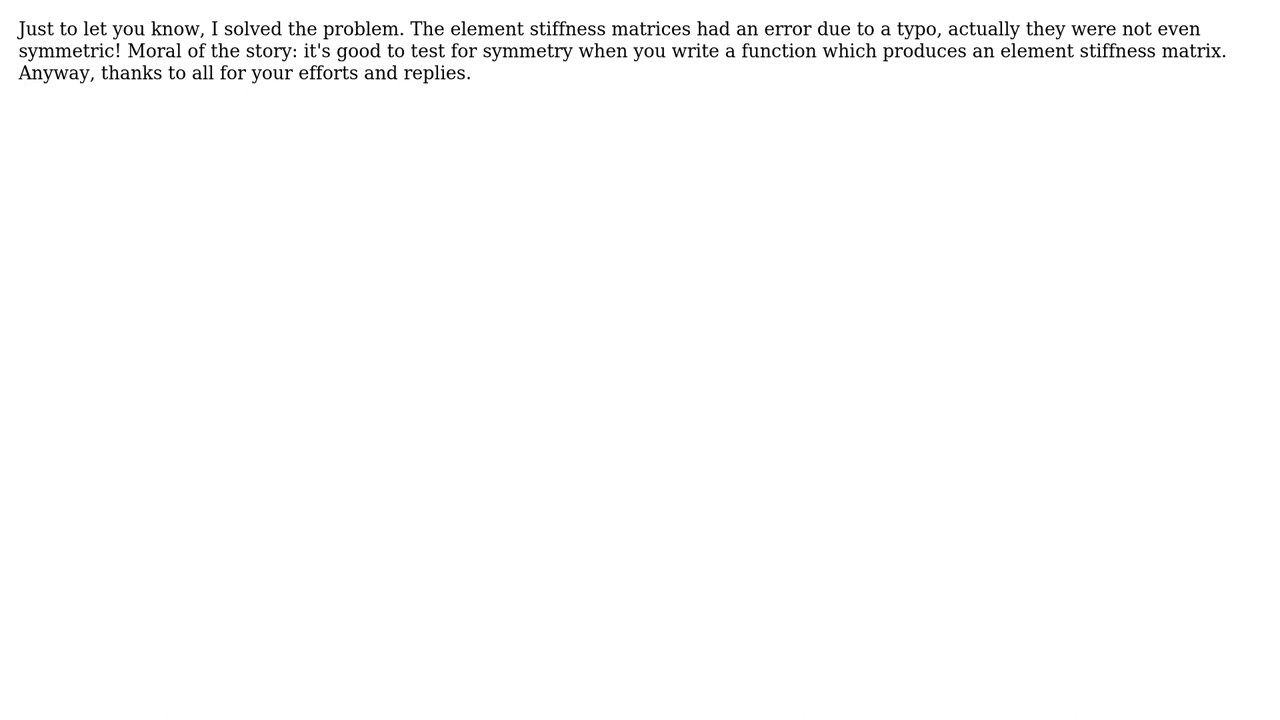 Just to let you know, I solved the problem. The element stiffness matrices had an error due to a typo, actually they were not even
symmetric! Moral of the story: it's good to test for symmetry when you write a function which produces an element stiffness matrix.
Anyway, thanks to all for your efforts and replies.